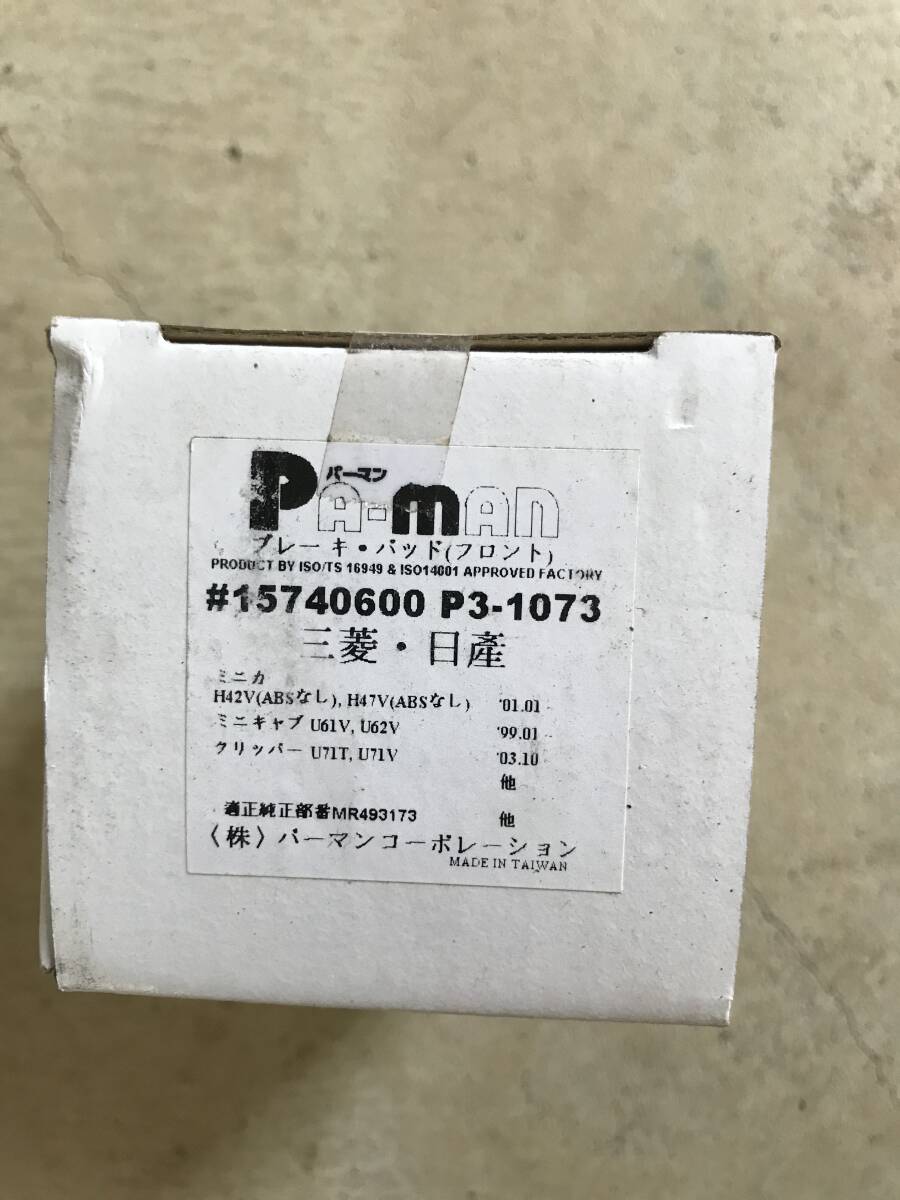 パーマン
PA-MAN
ブレーキ・パッド(フロント)
PRODUCT BY ISO/TS 16949 & ISO14001 APPROVED FACTORY
#15740600 P3-1073
三菱・日産
ミニカ
H42V(ABSなし), H47V(ABSなし) '01.01
ミニキャブ U61V, U62V '99.01
クリッパー U71T, U71V '03.10
他
適正純正部番MR493173 他
〈株〉パーマンコーポレーション
MADE IN TAIWAN